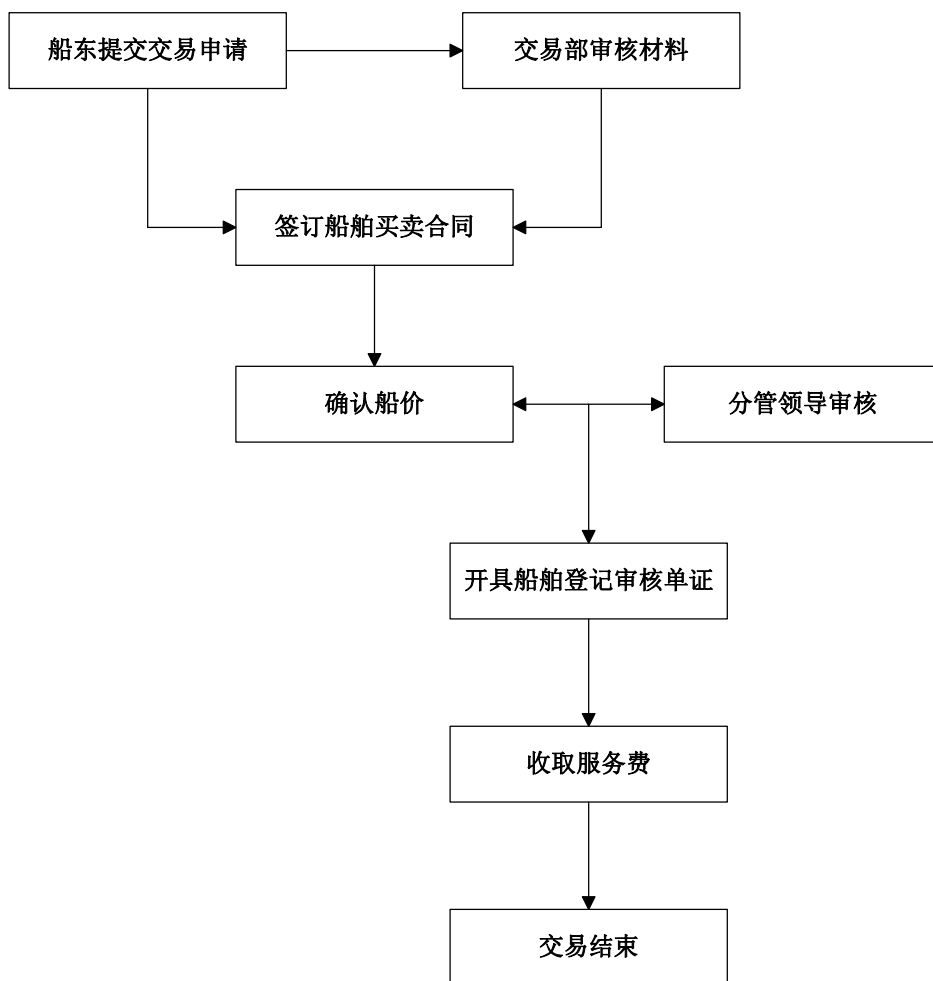 船东提交交易申请
交易部审核材料
签订船舶买卖合同
确认船价
分管领导审核
开具船舶登记审核单证
收取服务费
交易结束